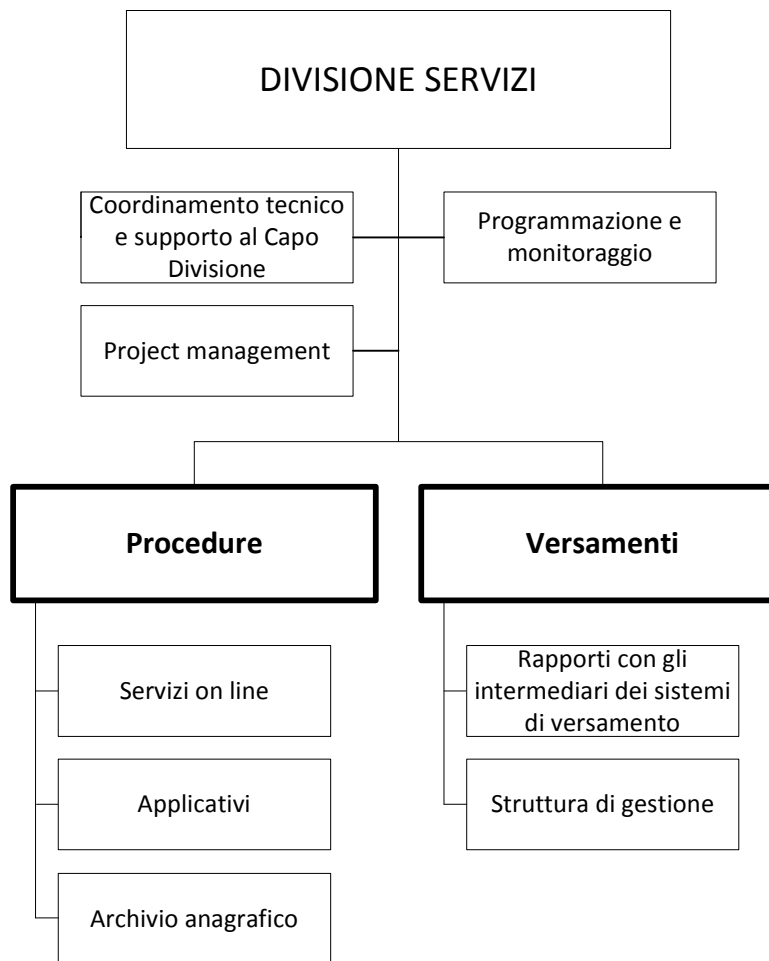 DIVISIONE SERVIZI
Coordinamento tecnico
e supporto al Capo
Divisione
Programmazione e
monitoraggio
Project management
Procedure
Versamenti
Servizi on line
Rapporti con gli
intermediari dei sistemi
di versamento
Applicativi
Struttura di gestione
Archivio anagrafico